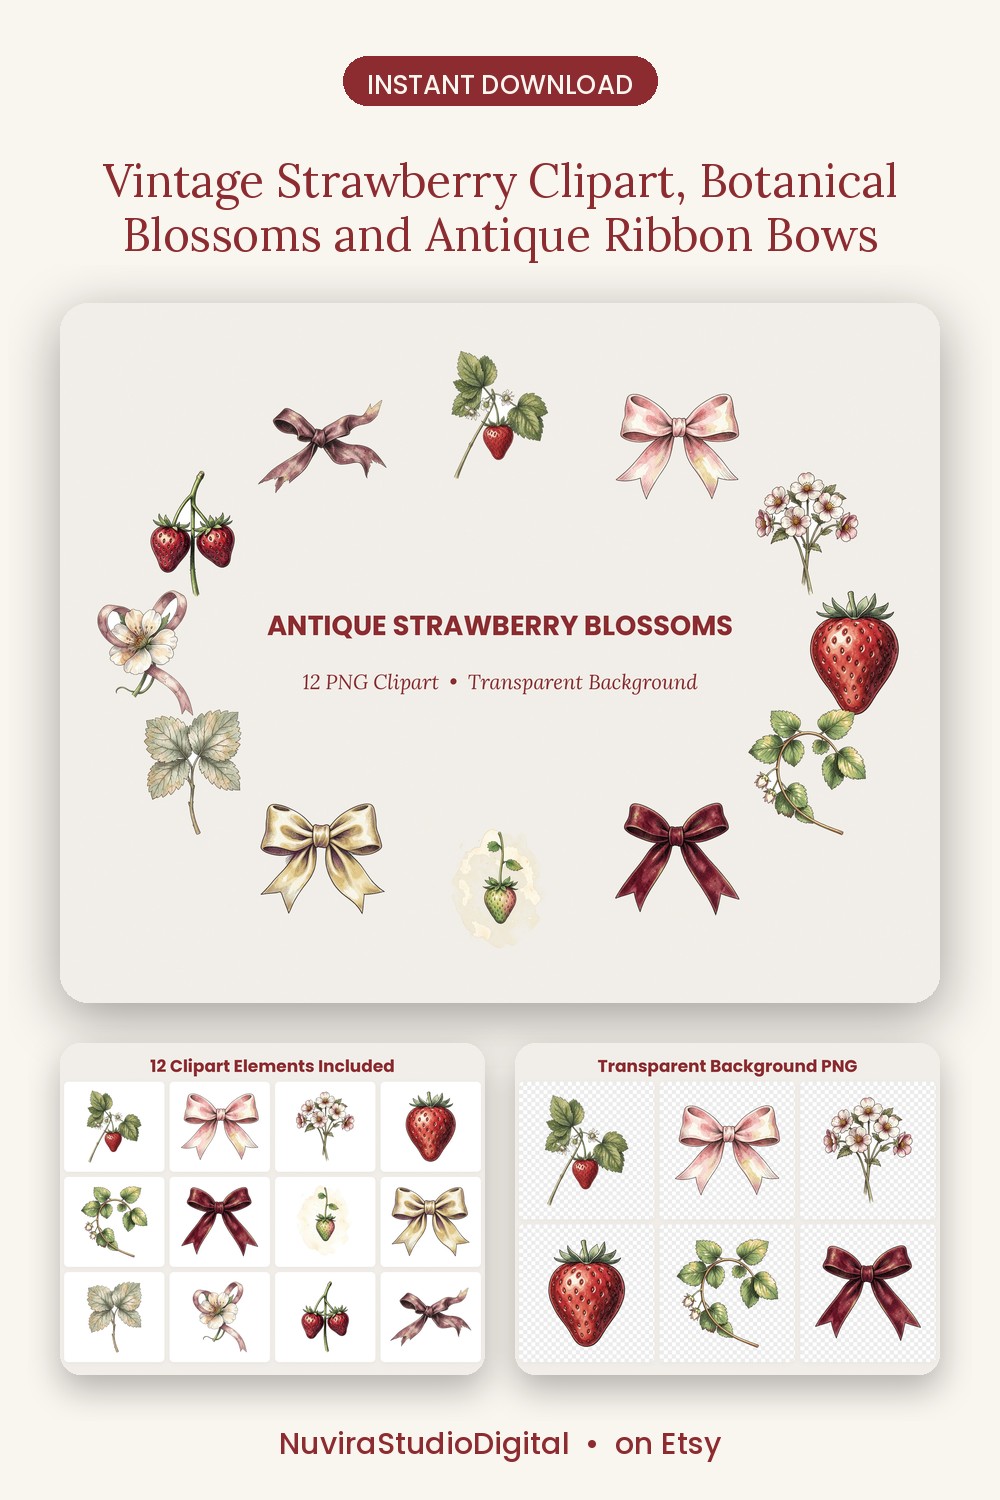 INSTANT DOWNLOAD
Vintage Strawberry Clipart, Botanical
Blossoms and Antique Ribbon Bows
ANTIQUE STRAWBERRY BLOSSOMS
12 PNG Clipart • Transparent Background
12 Clipart Elements Included
Transparent Background PNG
NuviraStudioDigital • on Etsy